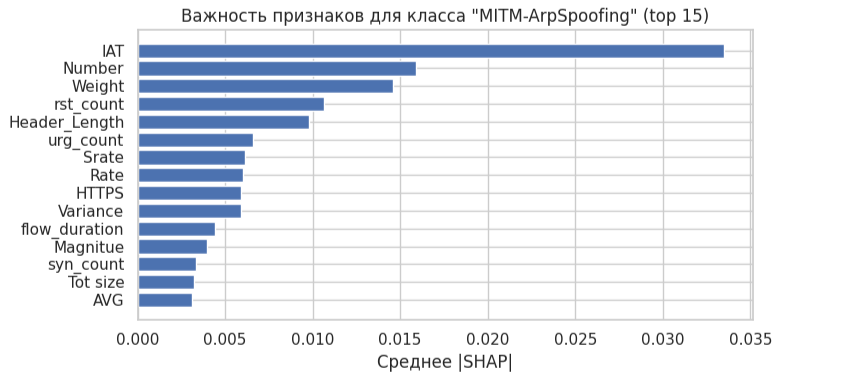 Важность признаков для класса "MITM-ArpSpoofing" (top 15)
IAT
Number
Weight
rst_count
Header_Length
urg_count
Srate
Rate
HTTPS
Variance
flow_duration
Magnitue
syn_count
Tot size
AVG
0.000 0.005 0.010 0.015 0.020 0.025 0.030 0.035
Среднее |SHAP|